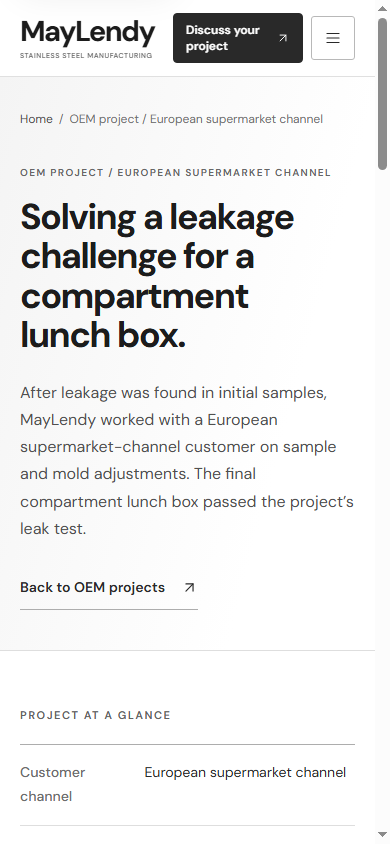 MayLendy
STAINLESS STEEL MANUFACTURING
Discuss your
project
Home / OEM project / European supermarket channel
OEM PROJECT / EUROPEAN SUPERMARKET CHANNEL
Solving a leakage
challenge for a
compartment
lunch box.
After leakage was found in initial samples,
MayLendy worked with a European
supermarket-channel customer on sample
and mold adjustments. The final
compartment lunch box passed the project’s
leak test.
Back to OEM projects
PROJECT AT A GLANCE
Customer
channel
European supermarket channel